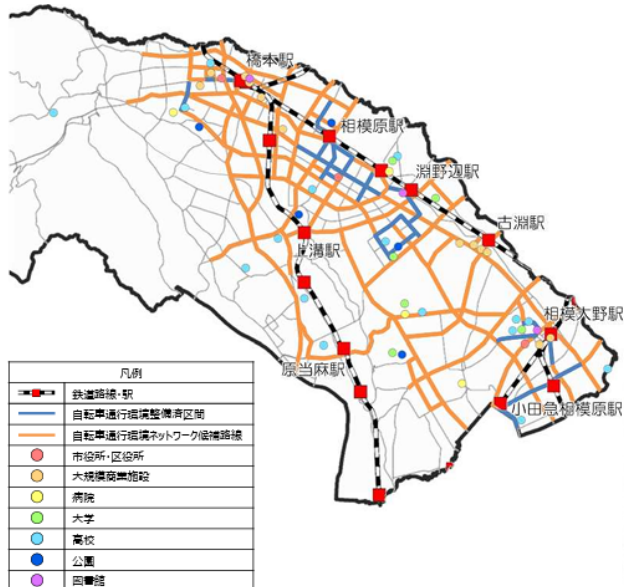 橋本駅
相模原駅
淵野辺駅
古淵駅
上溝駅
相模大野駅
原当麻駅
小田急相模原駅
凡例
鉄道路線・駅
自転車通行環境整備済区間
自転車通行環境ネットワーク候補路線
市役所・区役所
大規模商業施設
病院
大学
高校
公園
図書館